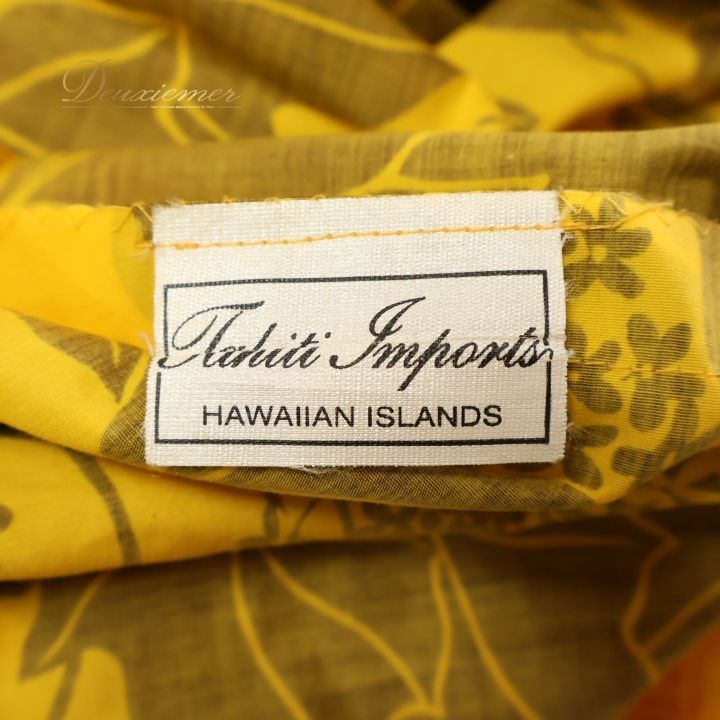 Deuxiemer
Tahiti Imports
HAWAIIAN ISLANDS